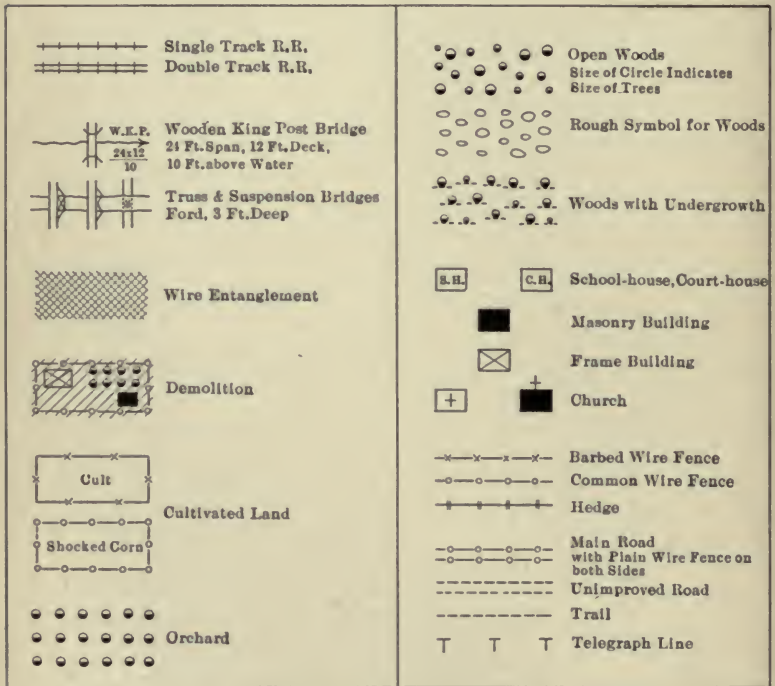 Single Track R.R.
Double Track R.R.
W.K.P.
24x12
10
Wooden King Post Bridge
24 Ft. Span, 12 Ft. Deck,
10 Ft. above Water
Truss & Suspension Bridges
Ford, 3 Ft. Deep
Wire Entanglement
Demolition
Cult
Cultivated Land
Shocked Corn
Orchard
Open Woods
Size of Circle Indicates
Size of Trees
Rough Symbol for Woods
Woods with Undergrowth
S.H.
C.H.
School-house, Court-house
Masonry Building
Frame Building
Church
Barbed Wire Fence
Common Wire Fence
Hedge
Main Road
with Plain Wire Fence on
both Sides
Unimproved Road
Trail
T T T Telegraph Line